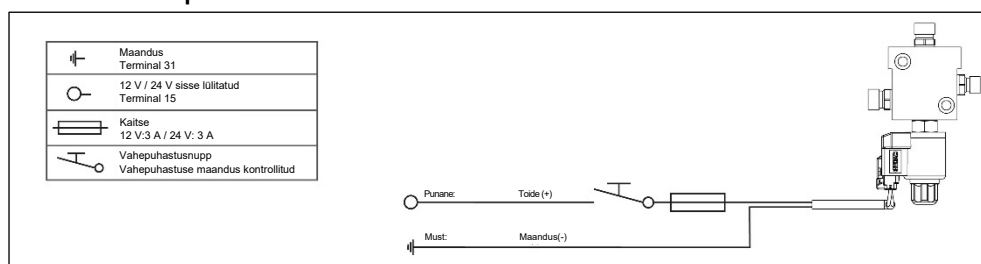 Maandus
Terminal 31
12 V / 24 V sisse lülitatud
Terminal 15
Kaitse
12 V:3 A / 24 V: 3 A
Vahepuhastusnupp
Vahepuhastuse maandus kontrollitud
Punane: Toide (+)
Must: Maandus(-)